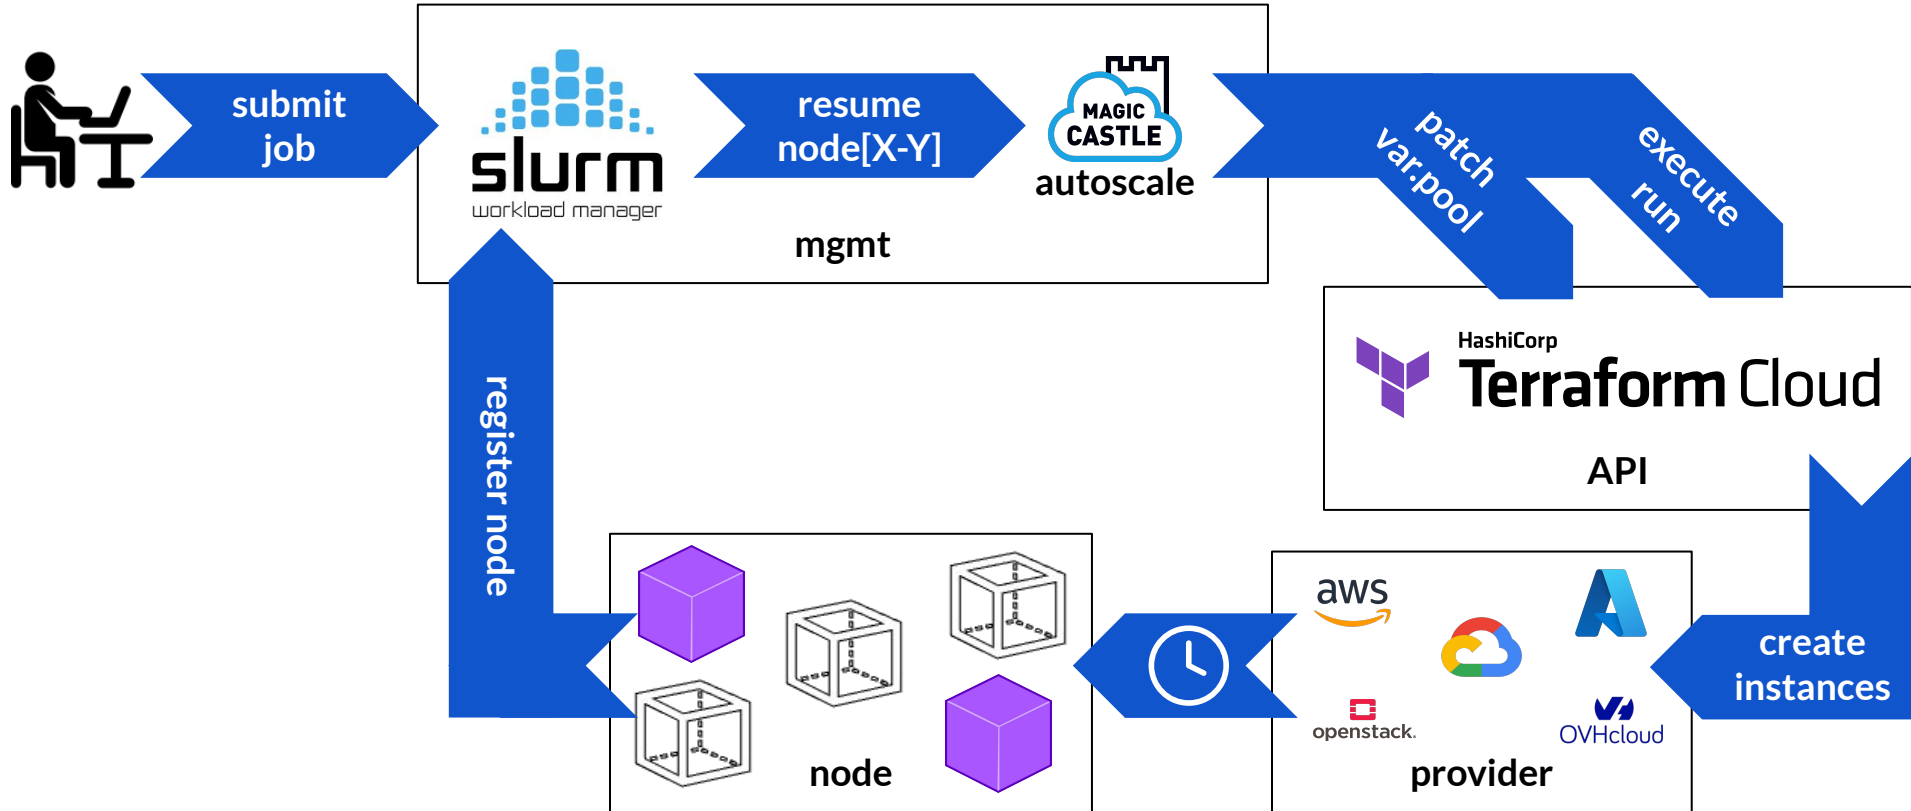 submit
job
slurm
workload manager
resume
node[X-Y]
MAGIC
CASTLE
autoscale
mgmt
patch
var.pool
execute
run
HashiCorp
Terraform Cloud
API
create
instances
aws
openstack.
OVHcloud
provider
node
register node